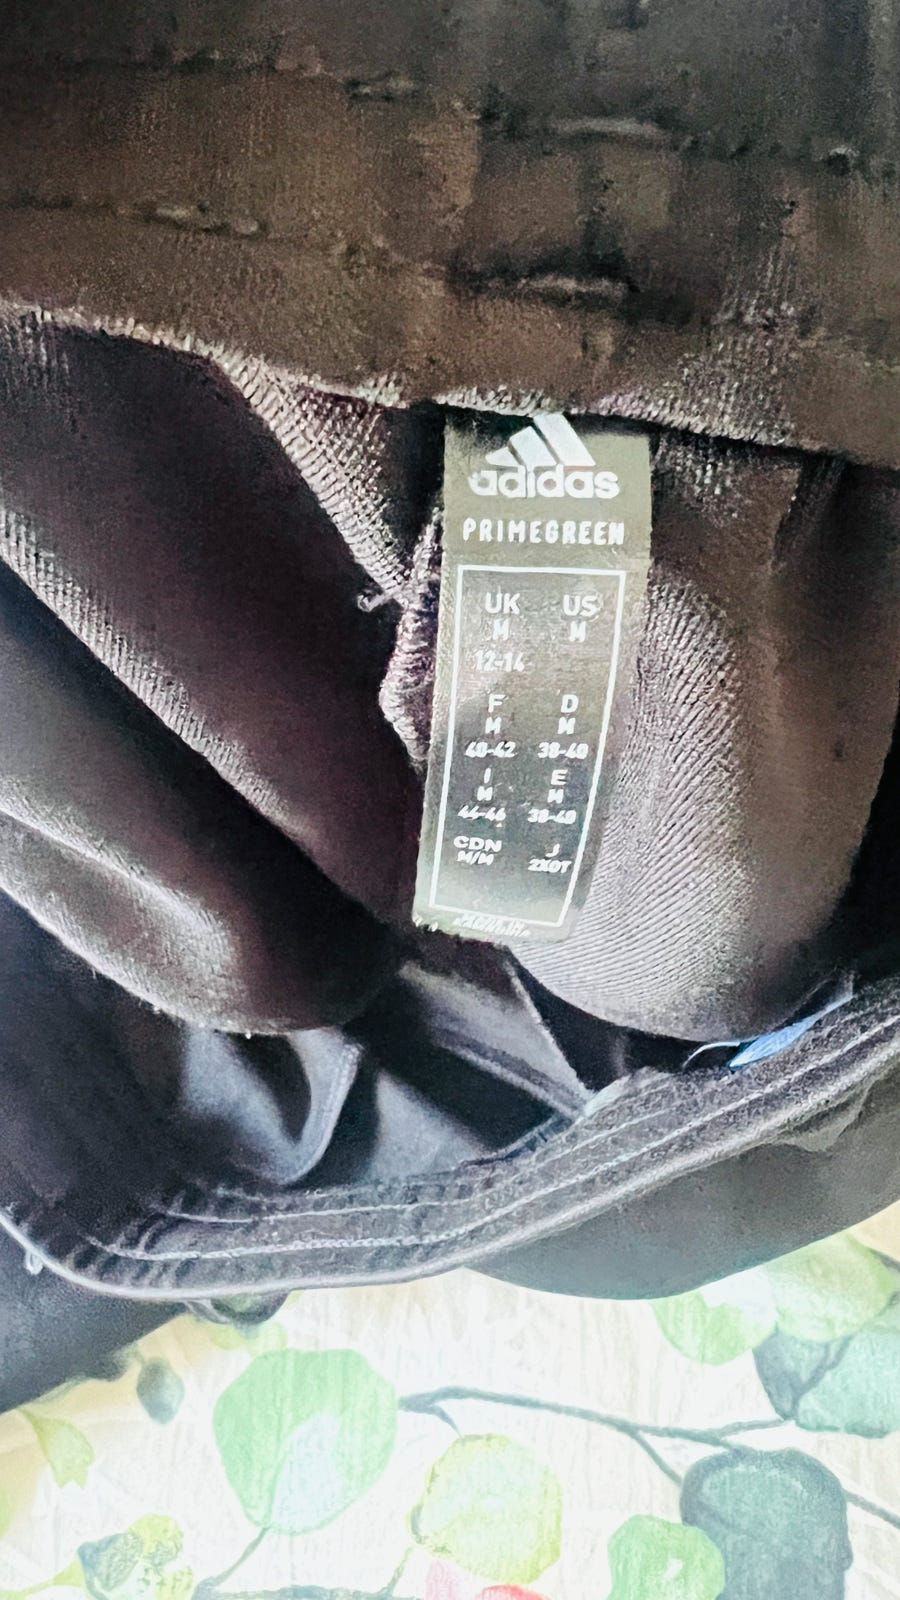 adidas
PRIMEGREEN
UK US
M M
12-14
F D
M M
40-42 38-40
I E
M M
44-46 38-40
CDN J
M/M 2XOT